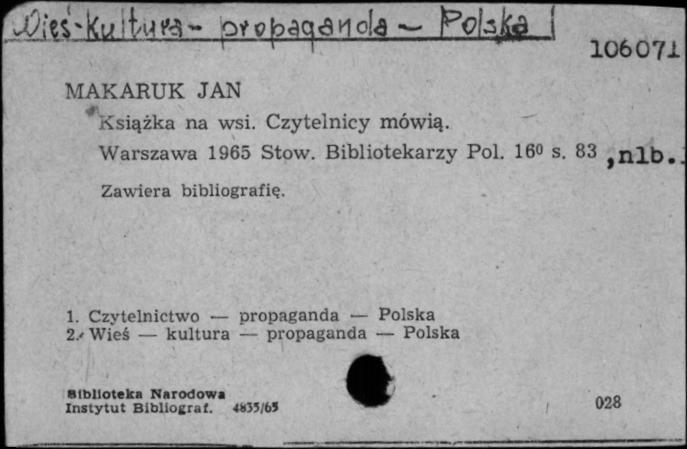 Wieś-Kultura - propaganda - Polska
106071
MAKARUK JAN
Książka na wsi. Czytelnicy mówią.
Warszawa 1965 Stow. Bibliotekarzy Pol. 16⁰ s. 83 ,nlb.
Zawiera bibliografię.
1. Czytelnictwo — propaganda — Polska
2. Wieś — kultura — propaganda — Polska
Biblioteka Narodowa
Instytut Bibliograf. 4835/65
028